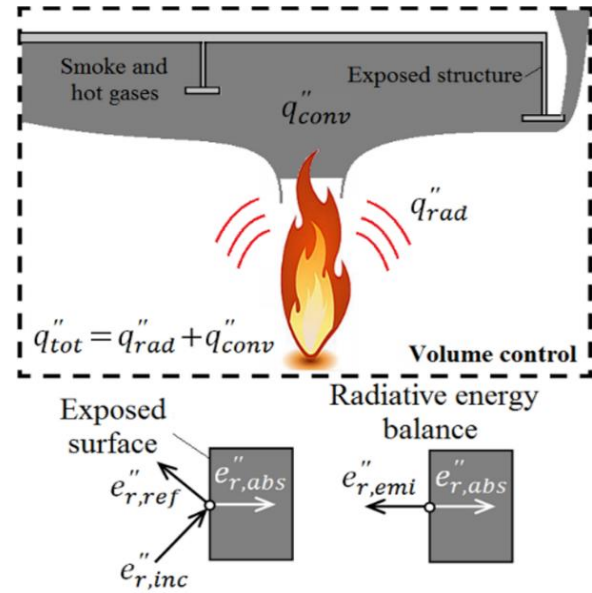 Smoke and
hot gases
Exposed structure
q''conv
q''rad
q''tot = q''rad + q''conv
Volume control
Exposed
surface
e''r,ref
e''r,abs
e''r,inc
Radiative energy
balance
e''r,emi
e''r,abs